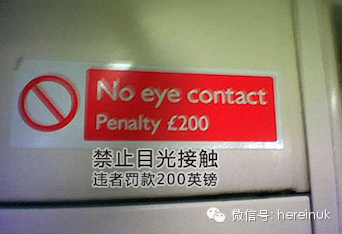 No eye contact
Penalty £200
禁止目光接触
违者罚款200英镑
微信号: hereinuk